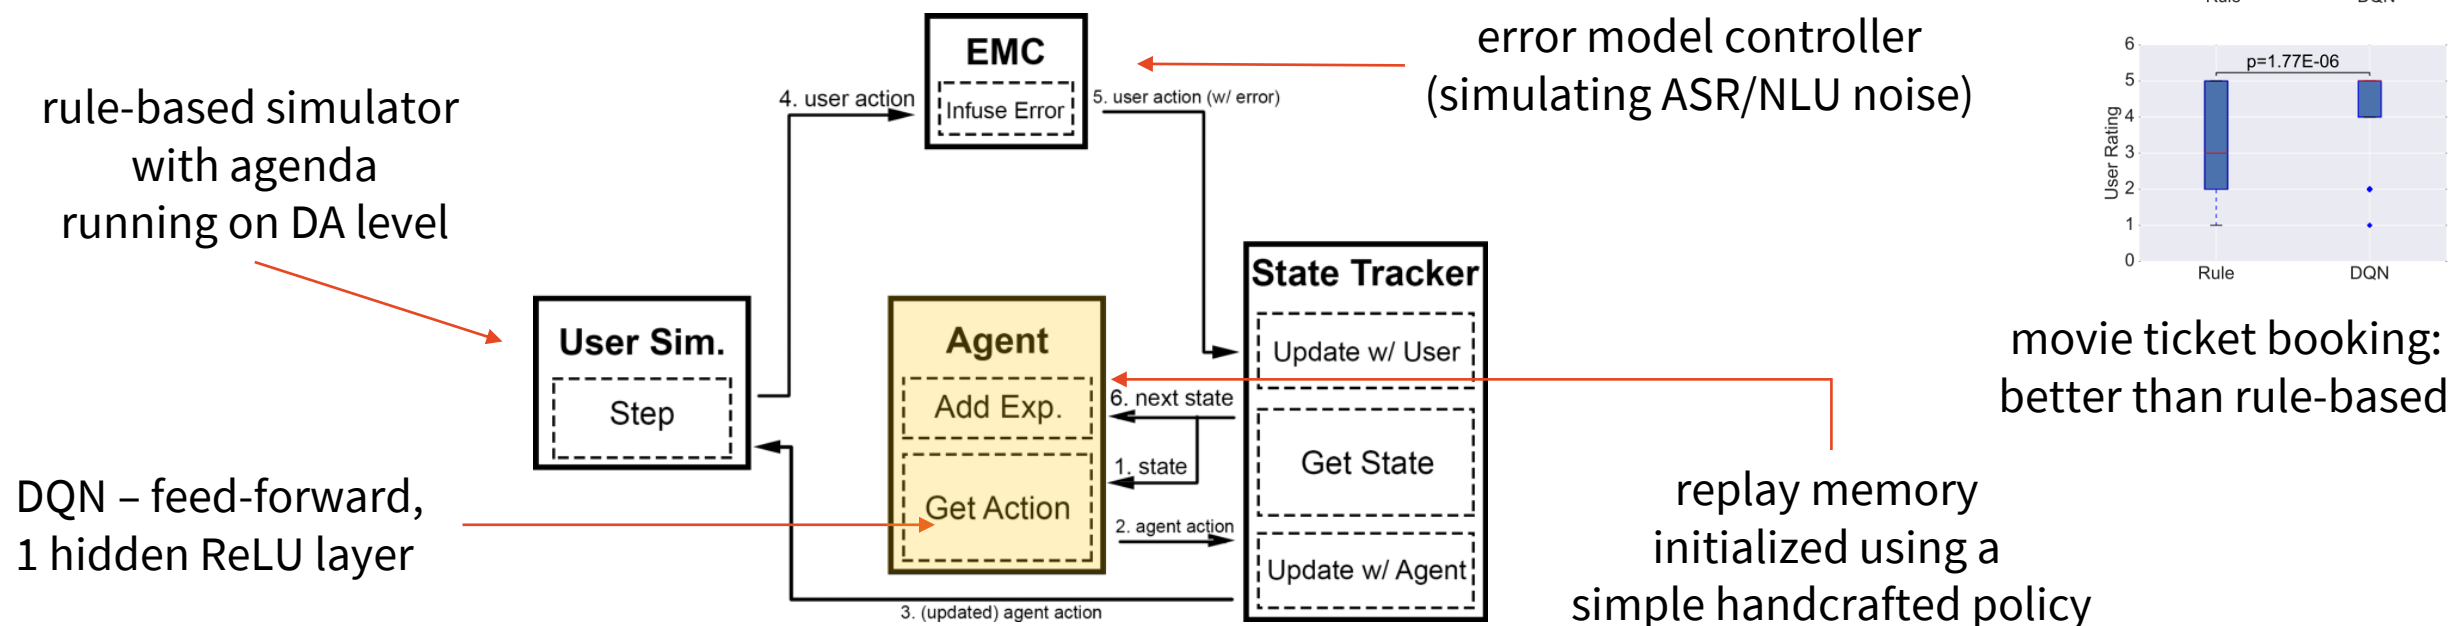 rule-based simulator
with agenda
running on DA level
DQN – feed-forward,
1 hidden ReLU layer
EMC
Infuse Error
4. user action
5. user action (w/ error)
error model controller
(simulating ASR/NLU noise)
User Sim.
Step
Agent
Add Exp.
Get Action
6. next state
1. state
2. agent action
3. (updated) agent action
State Tracker
Update w/ User
Get State
Update w/ Agent
replay memory
initialized using a
simple handcrafted policy
Rule DQN
6
5
4
3
2
1
0
User Rating
p=1.77E-06
Rule DQN
movie ticket booking:
better than rule-based